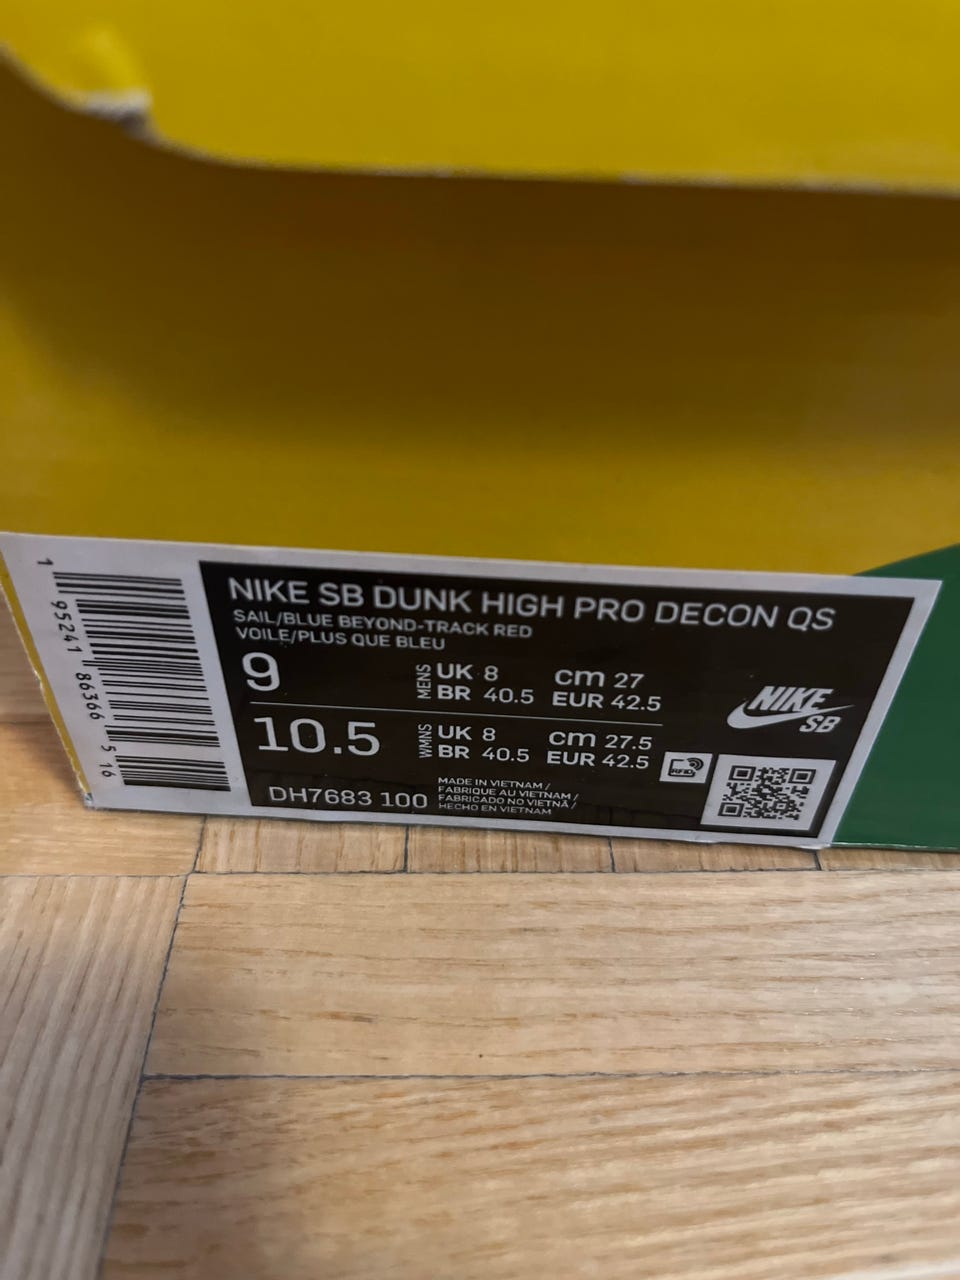 1 95241 86366 5 16
NIKE SB DUNK HIGH PRO DECON QS
SAIL/BLUE BEYOND-TRACK RED
VOILE/PLUS QUE BLEU
9
MENS
UK 8 cm 27
BR 40.5 EUR 42.5
10.5
WMNS
UK 8 cm 27.5
BR 40.5 EUR 42.5
DH7683 100
MADE IN VIETNAM /
FABRIQUE AU VIETNAM /
FABRICADO NO VIETNÃ /
HECHO EN VIETNAM
NIKE
SB
RFID